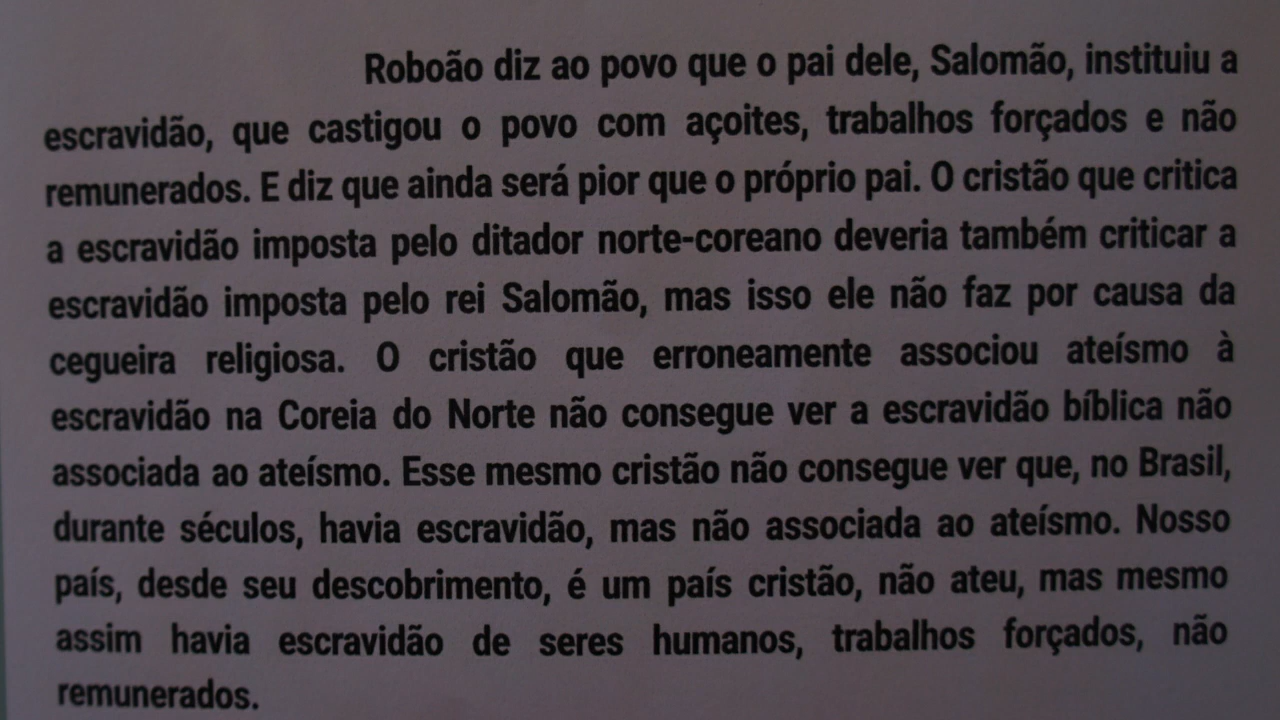 Roboão diz ao povo que o pai dele, Salomão, instituiu a
escravidão, que castigou o povo com açoites, trabalhos forçados e não
remunerados. E diz que ainda será pior que o próprio pai. O cristão que critica
a escravidão imposta pelo ditador norte-coreano deveria também criticar a
escravidão imposta pelo rei Salomão, mas isso ele não faz por causa da
cegueira religiosa. O cristão que erroneamente associou ateísmo à
escravidão na Coreia do Norte não consegue ver a escravidão bíblica não
associada ao ateísmo. Esse mesmo cristão não consegue ver que, no Brasil,
durante séculos, havia escravidão, mas não associada ao ateísmo. Nosso
país, desde seu descobrimento, é um país cristão, não ateu, mas mesmo
assim havia escravidão de seres humanos, trabalhos forçados, não
remunerados.